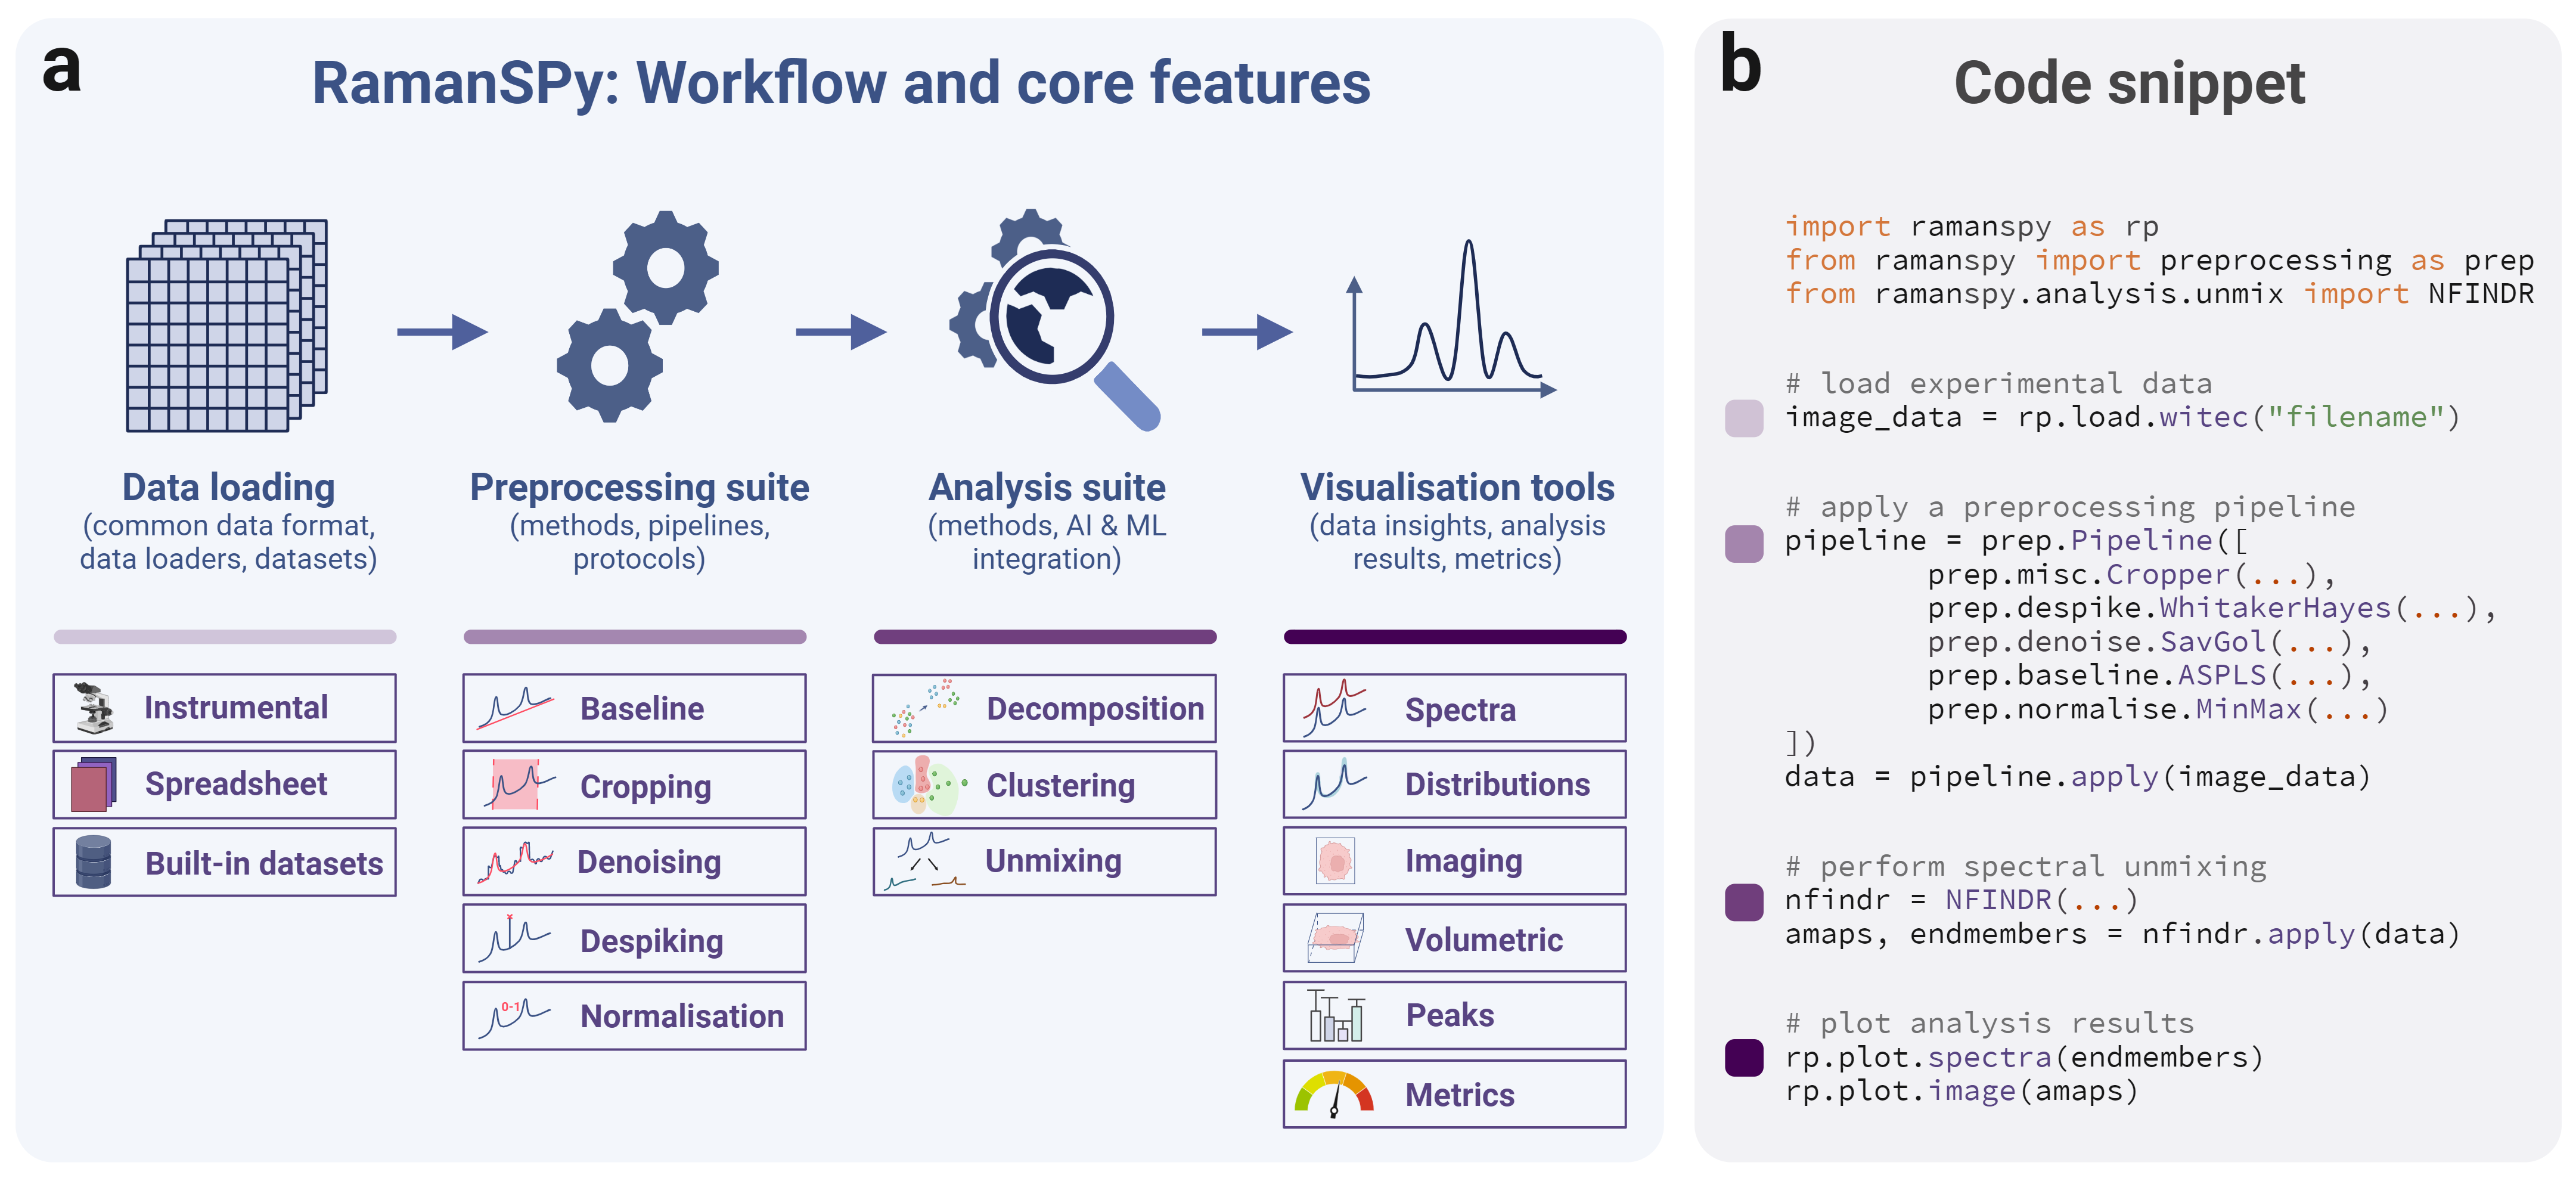 a
RamanSPy: Workflow and core features
Data loading
(common data format,
data loaders, datasets)
Preprocessing suite
(methods, pipelines,
protocols)
Analysis suite
(methods, AI & ML
integration)
Visualisation tools
(data insights, analysis
results, metrics)
Instrumental
Spreadsheet
Built-in datasets
Baseline
Cropping
Denoising
Despiking
0-1
Normalisation
Decomposition
Clustering
Unmixing
Spectra
Distributions
Imaging
Volumetric
Peaks
Metrics
b
Code snippet
import ramanspy as rp
from ramanspy import preprocessing as prep
from ramanspy.analysis.unmix import NFINDR
# load experimental data
image_data = rp.load.witec("filename")
# apply a preprocessing pipeline
pipeline = prep.Pipeline([
prep.misc.Cropper(...),
prep.despike.WhitakerHayes(...),
prep.denoise.SavGol(...),
prep.baseline.ASPLS(...),
prep.normalise.MinMax(...)
])
data = pipeline.apply(image_data)
# perform spectral unmixing
nfindr = NFINDR(...)
amaps, endmembers = nfindr.apply(data)
# plot analysis results
rp.plot.spectra(endmembers)
rp.plot.image(amaps)